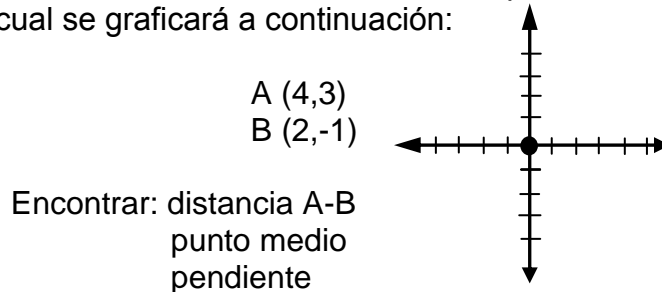 cual se graficará a continuación:
A (4,3)
B (2,-1)
Encontrar: distancia A-B
punto medio
pendiente